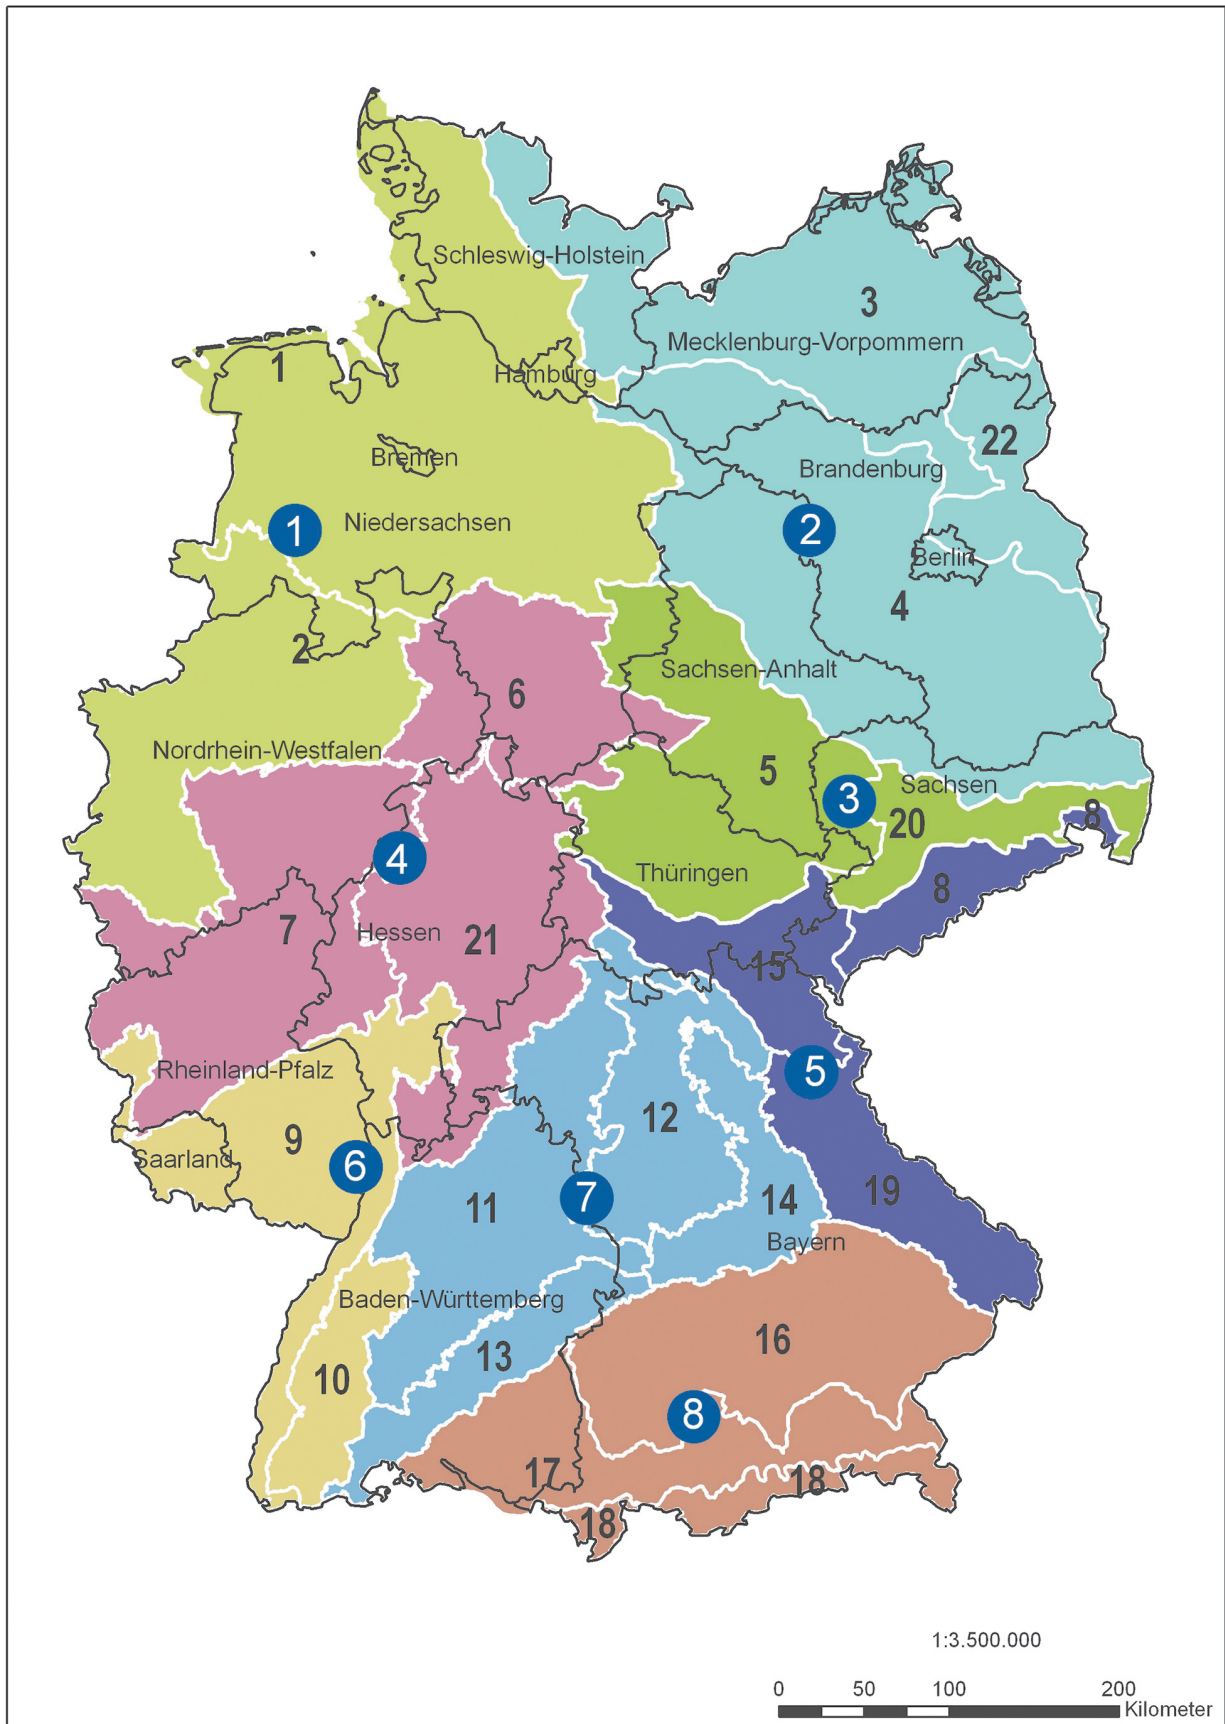 Schleswig-Holstein
3
Mecklenburg-Vorpommern
1
Hamburg
22
Bremen
Brandenburg
1
Niedersachsen
2
Berlin
4
2
Sachsen-Anhalt
6
Nordrhein-Westfalen
5
Sachsen
3
20
8
4
Thüringen
8
7
Hessen
21
15
Rheinland-Pfalz
5
12
9
Saarland
6
19
7
11
14
Bayern
Baden-Württemberg
16
13
10
8
17
18
18
1:3.500.000
0 50 100 200
Kilometer